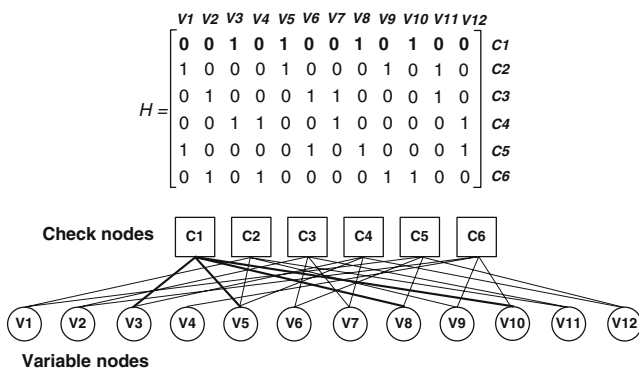 V1 V2 V3 V4 V5 V6 V7 V8 V9 V10 V11 V12
0 0 1 0 1 0 0 1 0 1 0 0 C1
1 0 0 0 1 0 0 0 1 0 1 0 C2
0 1 0 0 0 1 1 0 0 0 1 0 C3
H = 0 0 1 1 0 0 1 0 0 0 0 1 C4
1 0 0 0 0 1 0 1 0 0 0 1 C5
0 1 0 1 0 0 0 0 1 1 0 0 C6
Check nodes C1 C2 C3 C4 C5 C6
V1 V2 V3 V4 V5 V6 V7 V8 V9 V10 V11 V12
Variable nodes